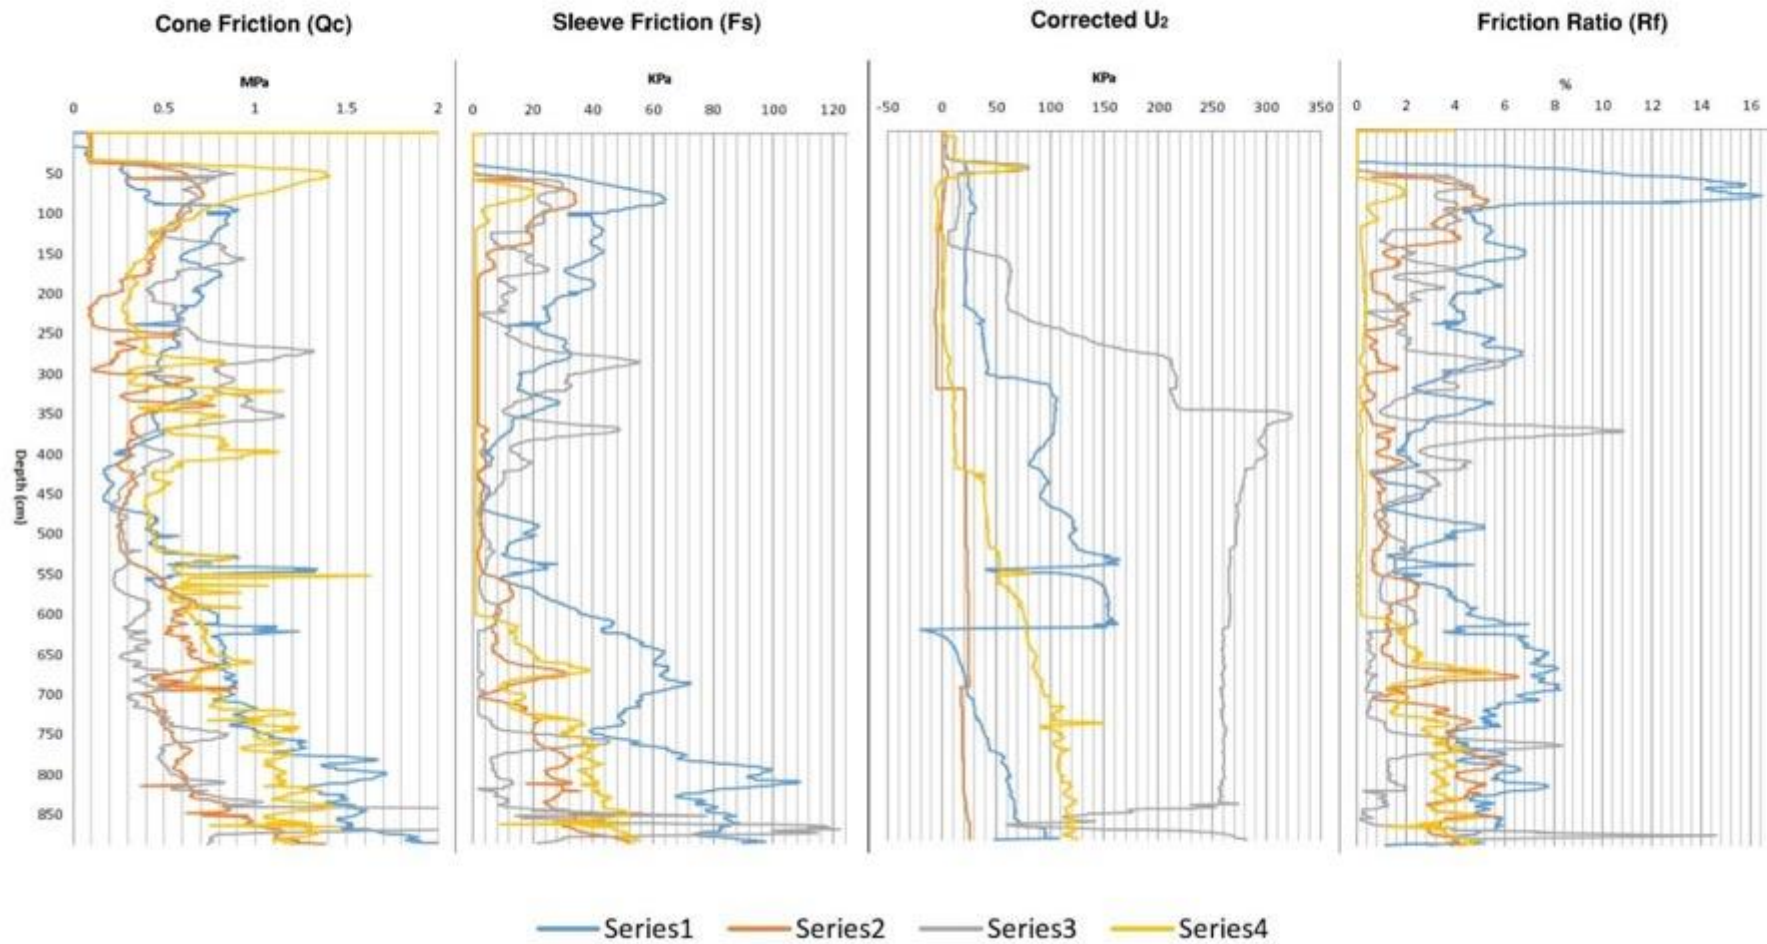 Cone Friction (Qc)
Sleeve Friction (Fs)
Corrected U₂
Friction Ratio (Rf)
MPa
KPa
KPa
%
0 0.5 1 1.5 2
0 20 40 60 80 100 120
-50 0 50 100 150 200 250 300 350
0 2 4 6 8 10 12 14 16
50
100
150
200
250
300
350
400
450
500
550
600
650
700
750
800
850
Depth (cm)
Series1 Series2 Series3 Series4